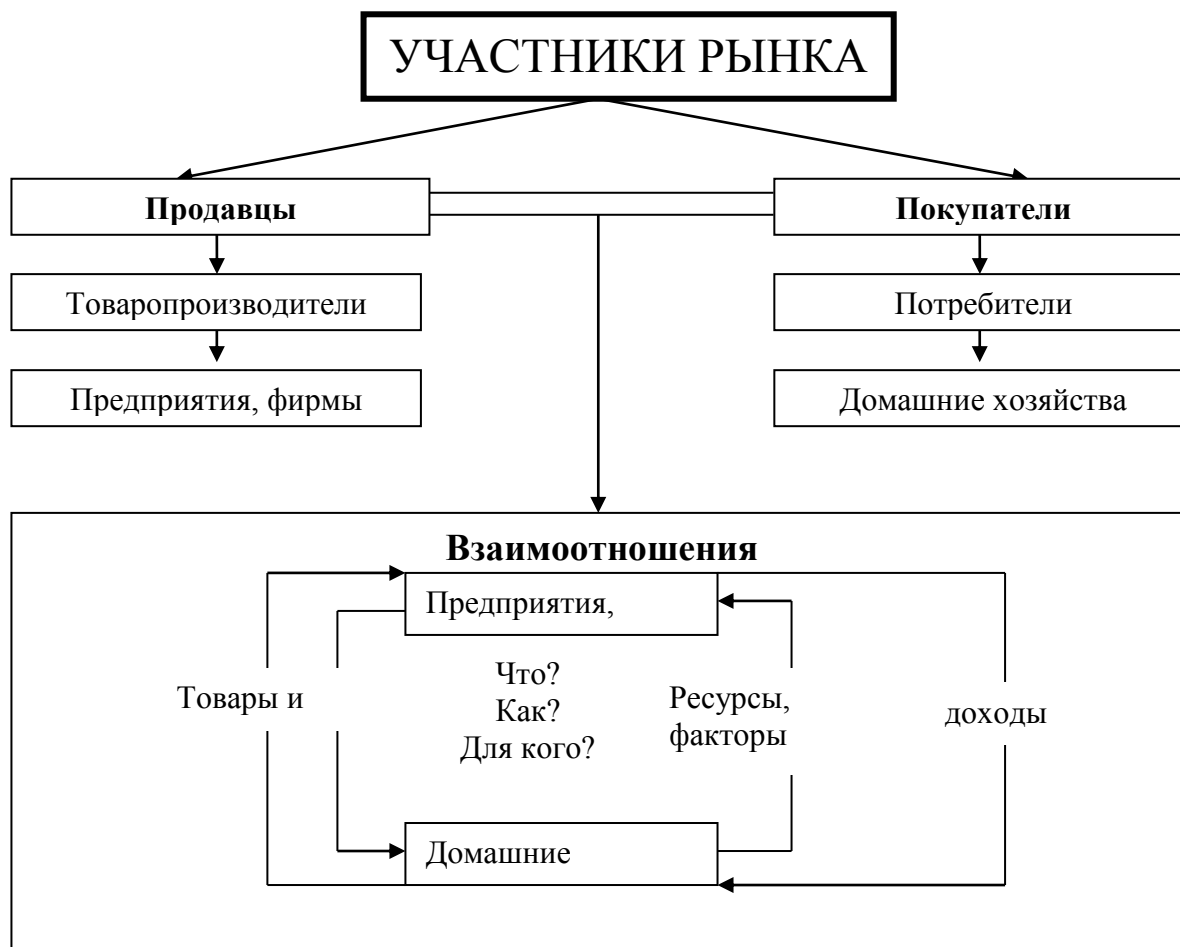 УЧАСТНИКИ РЫНКА
Продавцы
Покупатели
Товаропроизводители
Потребители
Предприятия, фирмы
Домашние хозяйства
Взаимоотношения
Предприятия,
Товары и
Что?
Как?
Для кого?
Ресурсы,
факторы
доходы
Домашние